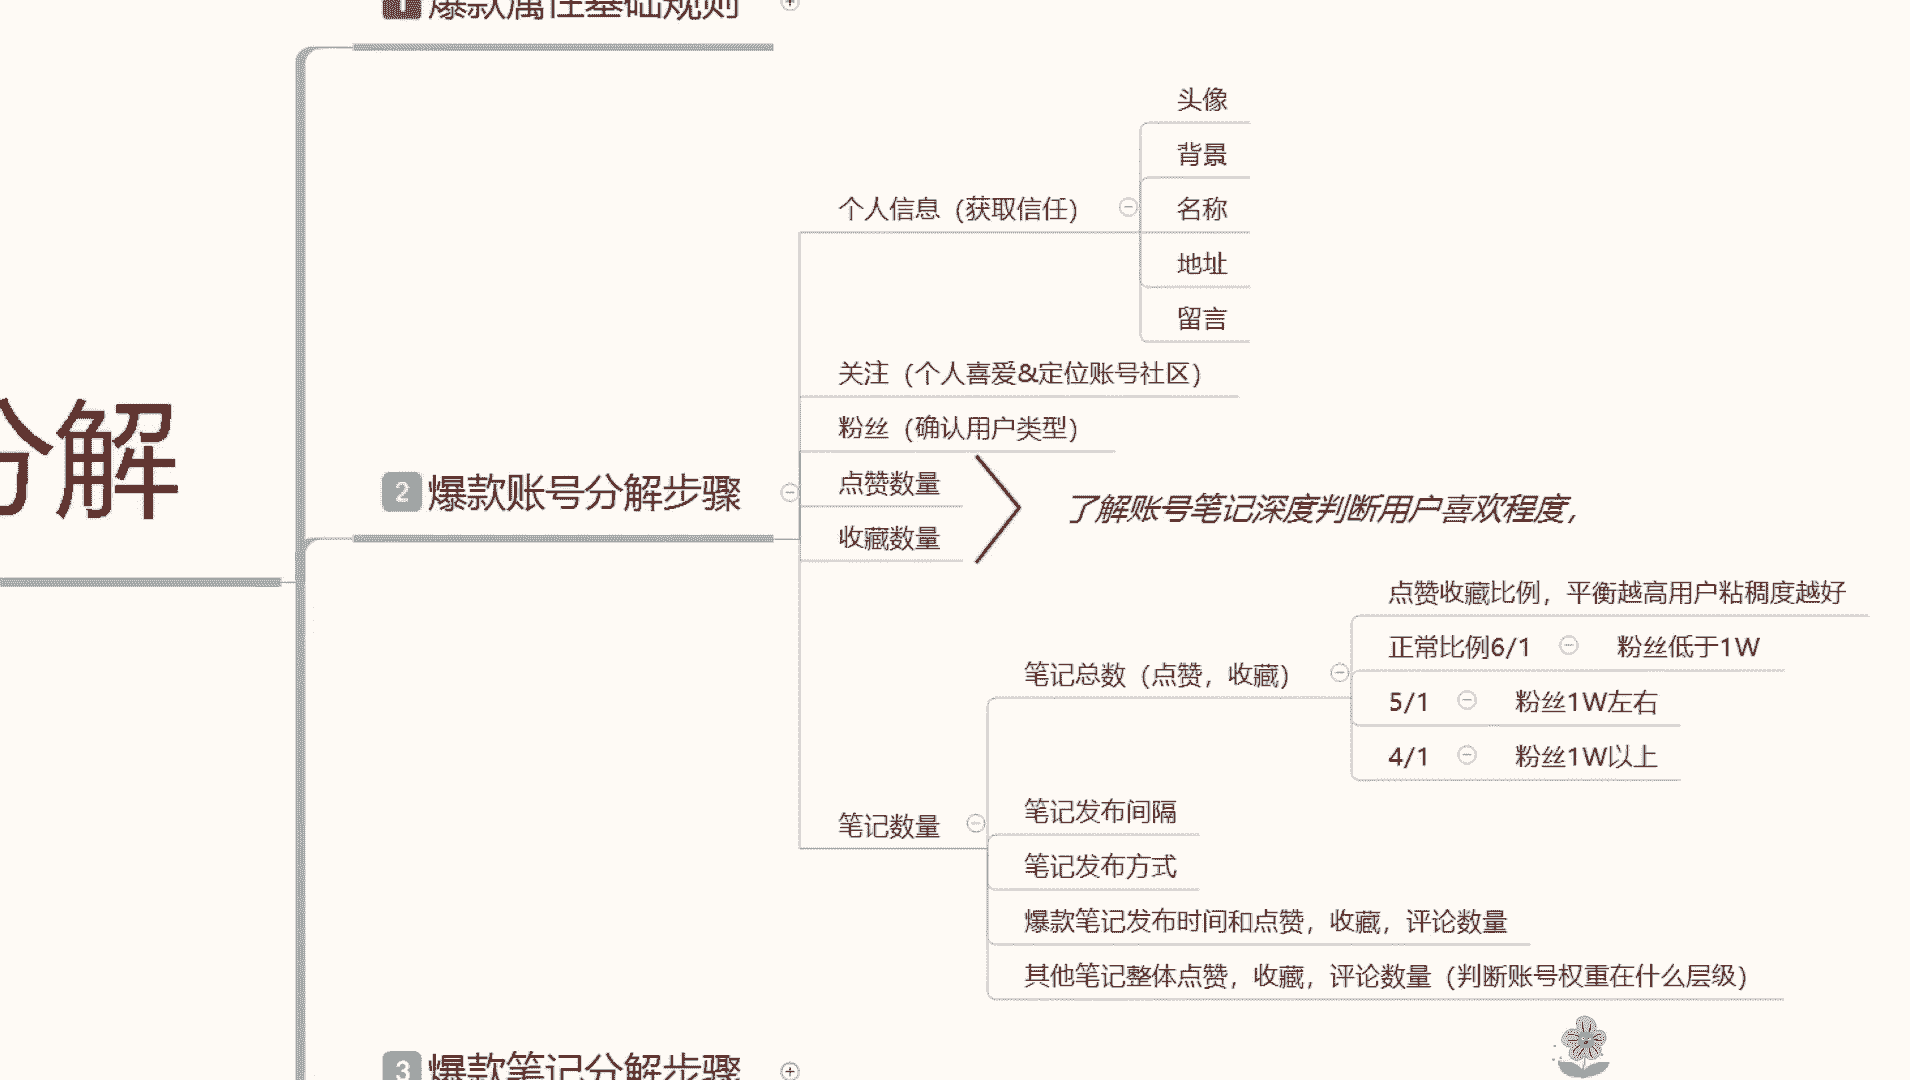 爆款属性基础规则
头像
背景
个人信息（获取信任）
名称
地址
留言
关注（个人喜爱&定位账号社区）
粉丝（确认用户类型）
分解
2 爆款账号分解步骤
点赞数量
收藏数量
了解账号笔记深度判断用户喜欢程度，
点赞收藏比例，平衡越高用户粘稠度越好
正常比例6/1 粉丝低于1W
笔记总数（点赞，收藏）
5/1 粉丝1W左右
4/1 粉丝1W以上
笔记数量
笔记发布间隔
笔记发布方式
爆款笔记发布时间和点赞，收藏，评论数量
其他笔记整体点赞，收藏，评论数量（判断账号权重在什么层级）
3 爆款笔记分解步骤